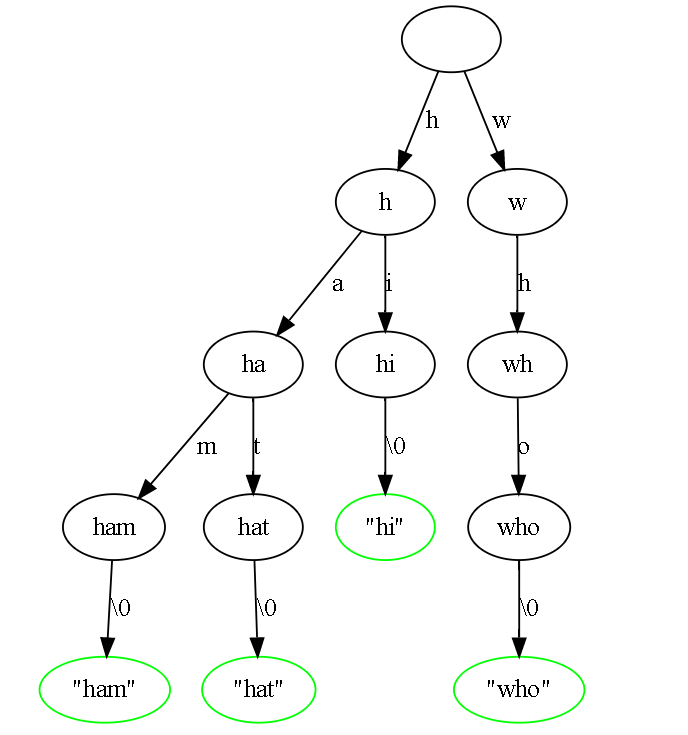 h w
h w
a i h
ha hi wh
m t \0 o
ham hat "hi" who
\0 \0 \0
"ham" "hat" "who"